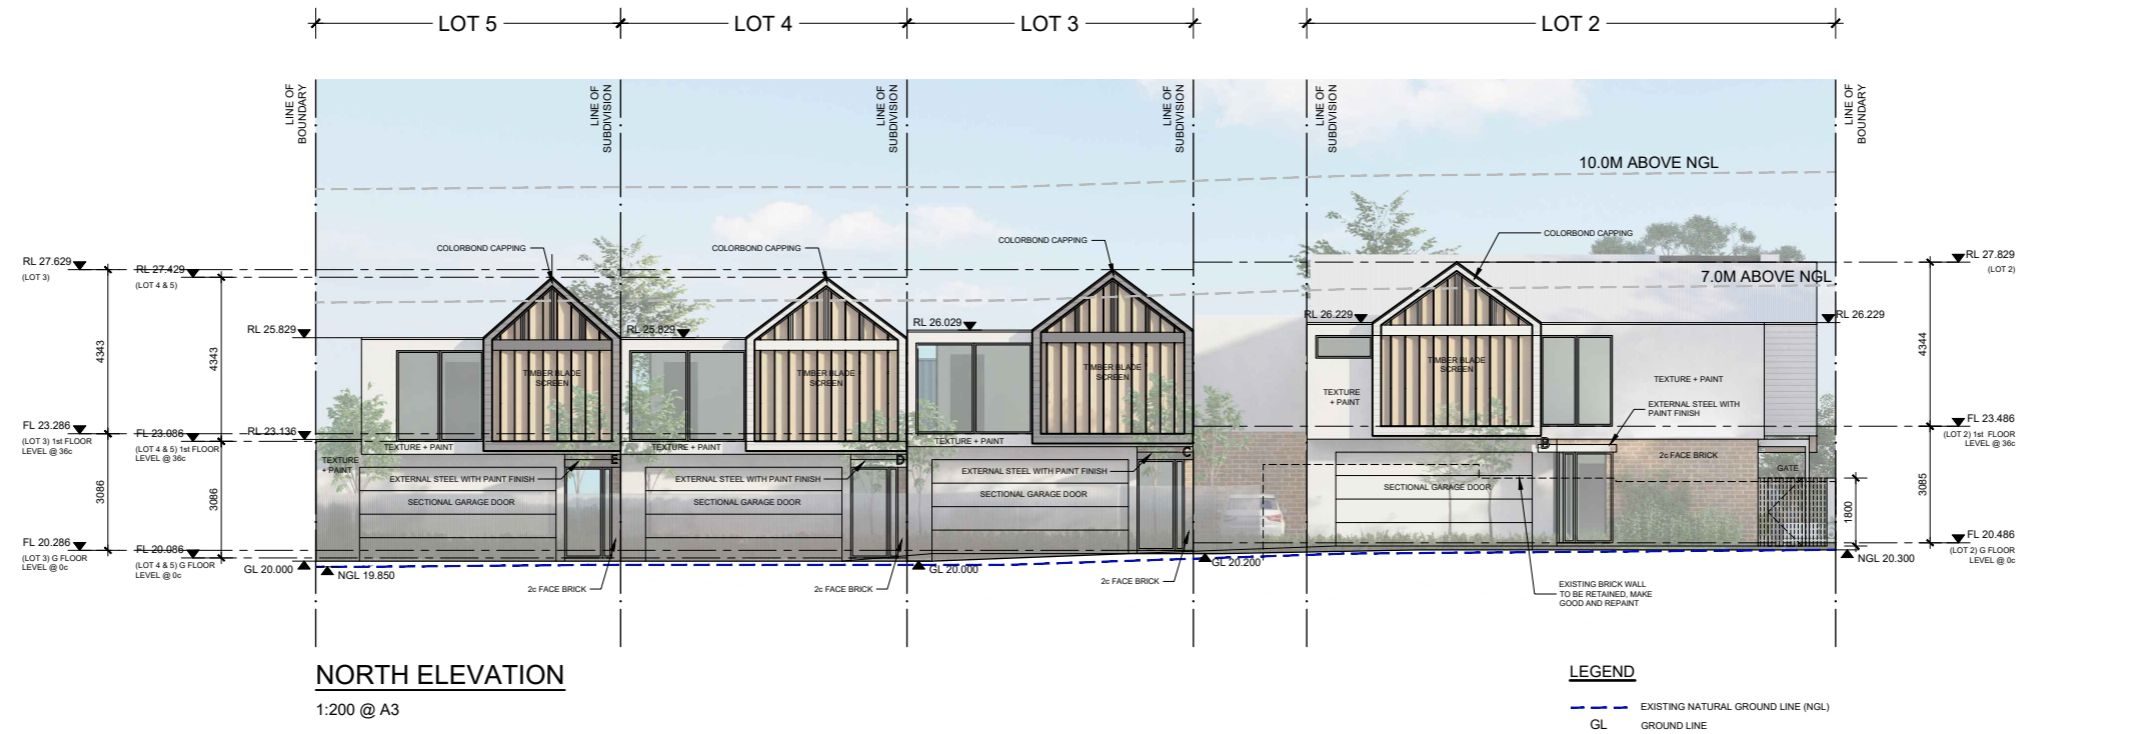 LOT 5
LOT 4
LOT 3
LOT 2
LINE OF
BOUNDARY
LINE OF
SUBDIVISION
LINE OF
SUBDIVISION
LINE OF
SUBDIVISION
LINE OF
SUBDIVISION
LINE OF
BOUNDARY
10.0M ABOVE NGL
7.0M ABOVE NGL
COLORBOND CAPPING
COLORBOND CAPPING
COLORBOND CAPPING
COLORBOND CAPPING
RL 27.629
(LOT 3)
RL 27.429
(LOT 4 & 5)
RL 27.829
(LOT 2)
RL 25.829
RL 25.829
RL 26.029
RL 26.229
RL 26.229
4343
4343
4344
TIMBER BLADE
SCREEN
TIMBER BLADE
SCREEN
TIMBER BLADE
SCREEN
TIMBER BLADE
SCREEN
TEXTURE
+ PAINT
TEXTURE + PAINT
EXTERNAL STEEL WITH
PAINT FINISH
FL 23.286
(LOT 3) 1st FLOOR
LEVEL @ 36c
FL 23.086
(LOT 4 & 5) 1st FLOOR
LEVEL @ 36c
RL 23.136
FL 23.486
(LOT 2) 1st FLOOR
LEVEL @ 36c
TEXTURE + PAINT
TEXTURE + PAINT
TEXTURE + PAINT
TEXTURE
+ PAINT
E
D
C
B
2c FACE BRICK
GATE
EXTERNAL STEEL WITH PAINT FINISH
EXTERNAL STEEL WITH PAINT FINISH
EXTERNAL STEEL WITH PAINT FINISH
SECTIONAL GARAGE DOOR
SECTIONAL GARAGE DOOR
SECTIONAL GARAGE DOOR
SECTIONAL GARAGE DOOR
3086
3086
1800
3085
FL 20.286
(LOT 3) G FLOOR
LEVEL @ 0c
FL 20.086
(LOT 4 & 5) G FLOOR
LEVEL @ 0c
FL 20.486
(LOT 2) G FLOOR
LEVEL @ 0c
GL 20.000
NGL 19.850
GL 20.000
GL 20.200
NGL 20.300
2c FACE BRICK
2c FACE BRICK
2c FACE BRICK
EXISTING BRICK WALL
TO BE RETAINED, MAKE
GOOD AND REPAINT
NORTH ELEVATION
1:200 @ A3
LEGEND
EXISTING NATURAL GROUND LINE (NGL)
GL GROUND LINE